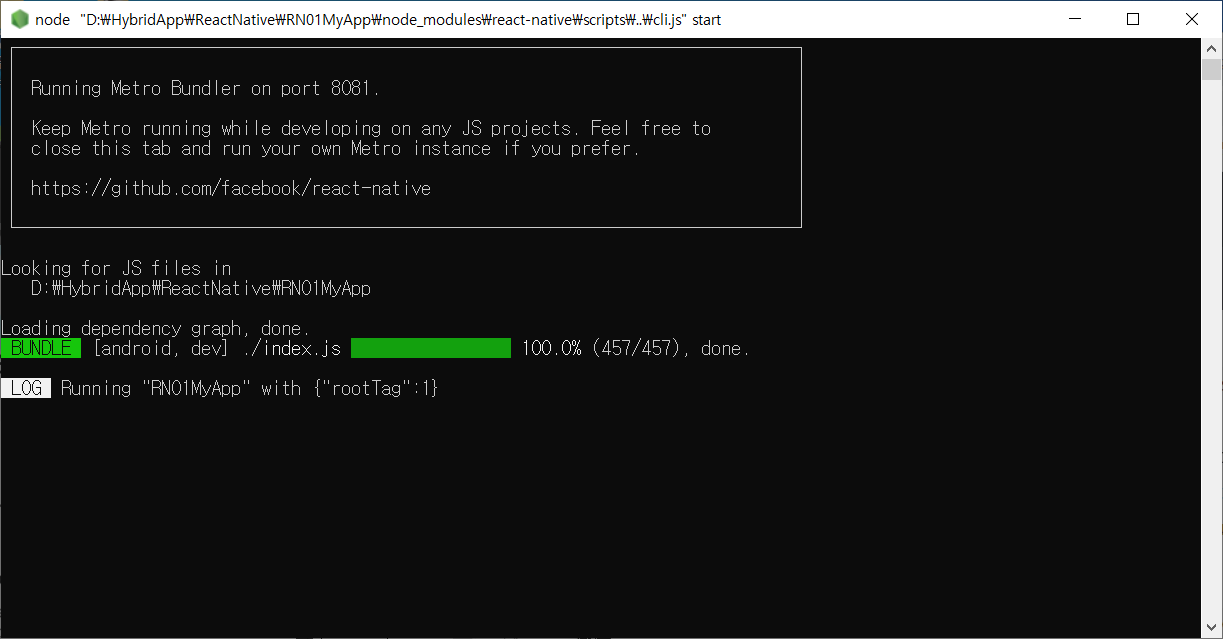 node "D:₩HybridApp₩ReactNative₩RN01MyApp₩node_modules₩react-native₩scripts₩..₩cli.js" start
Running Metro Bundler on port 8081.
Keep Metro running while developing on any JS projects. Feel free to
close this tab and run your own Metro instance if you prefer.
https://github.com/facebook/react-native
Looking for JS files in
D:₩HybridApp₩ReactNative₩RN01MyApp
Loading dependency graph, done.
BUNDLE [android, dev] ./index.js 100.0% (457/457), done.
LOG Running "RN01MyApp" with {"rootTag":1}